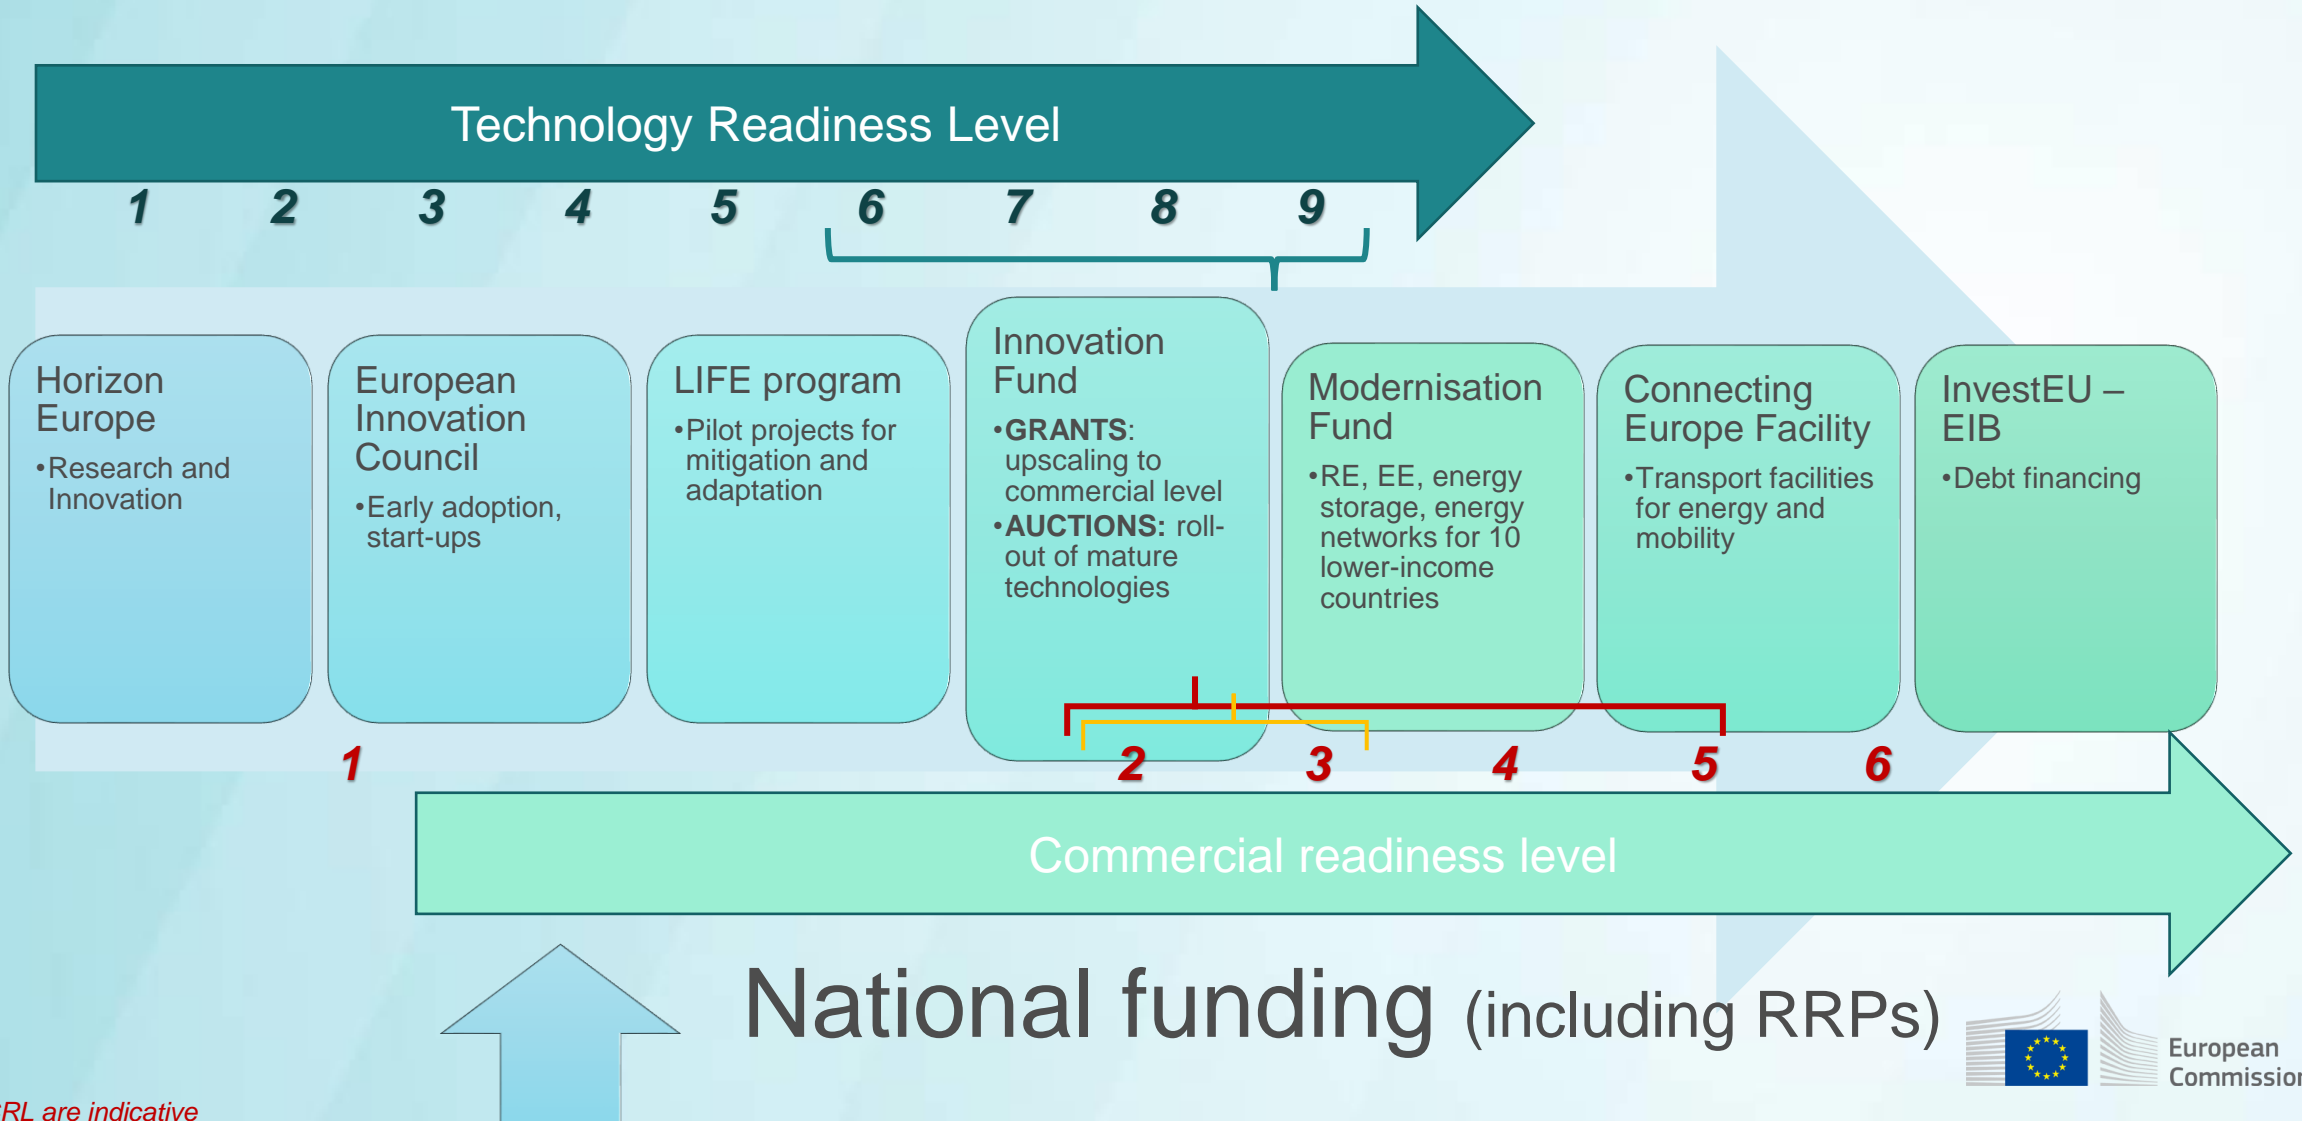 Technology Readiness Level
1 2 3 4 5 6 7 8 9
Horizon
Europe
•Research and
Innovation
European
Innovation
Council
•Early adoption,
start-ups
LIFE program
•Pilot projects for
mitigation and
adaptation
Innovation
Fund
•GRANTS:
upscaling to
commercial level
•AUCTIONS: roll-
out of mature
technologies
Modernisation
Fund
•RE, EE, energy
storage, energy
networks for 10
lower-income
countries
Connecting
Europe Facility
•Transport facilities
for energy and
mobility
InvestEU –
EIB
•Debt financing
1 2 3 4 5 6
Commercial readiness level
National funding (including RRPs)
European
Commission
RL are indicative